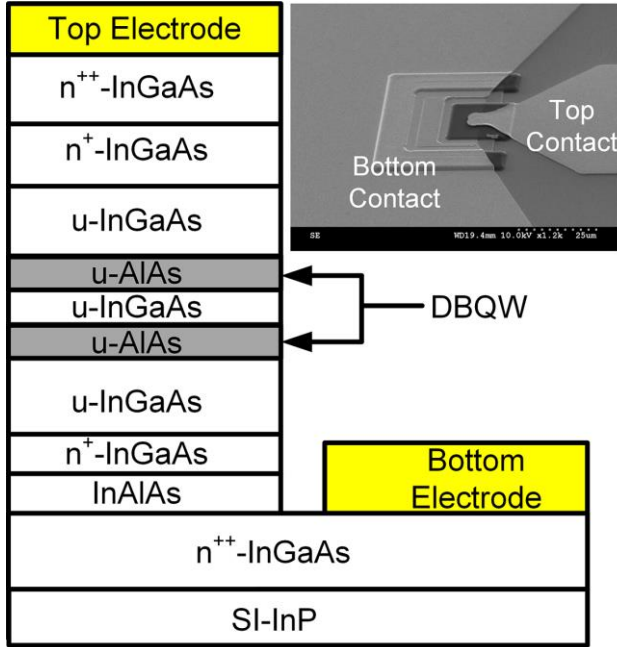 Top Electrode
n++-InGaAs
n+-InGaAs
u-InGaAs
u-AlAs
u-InGaAs
u-AlAs
u-InGaAs
n+-InGaAs
InAlAs
n++-InGaAs
SI-InP
Bottom
Electrode
DBQW
Top
Contact
Bottom
Contact
SE
WD19.4mm 10.0kV x1.2k 25um